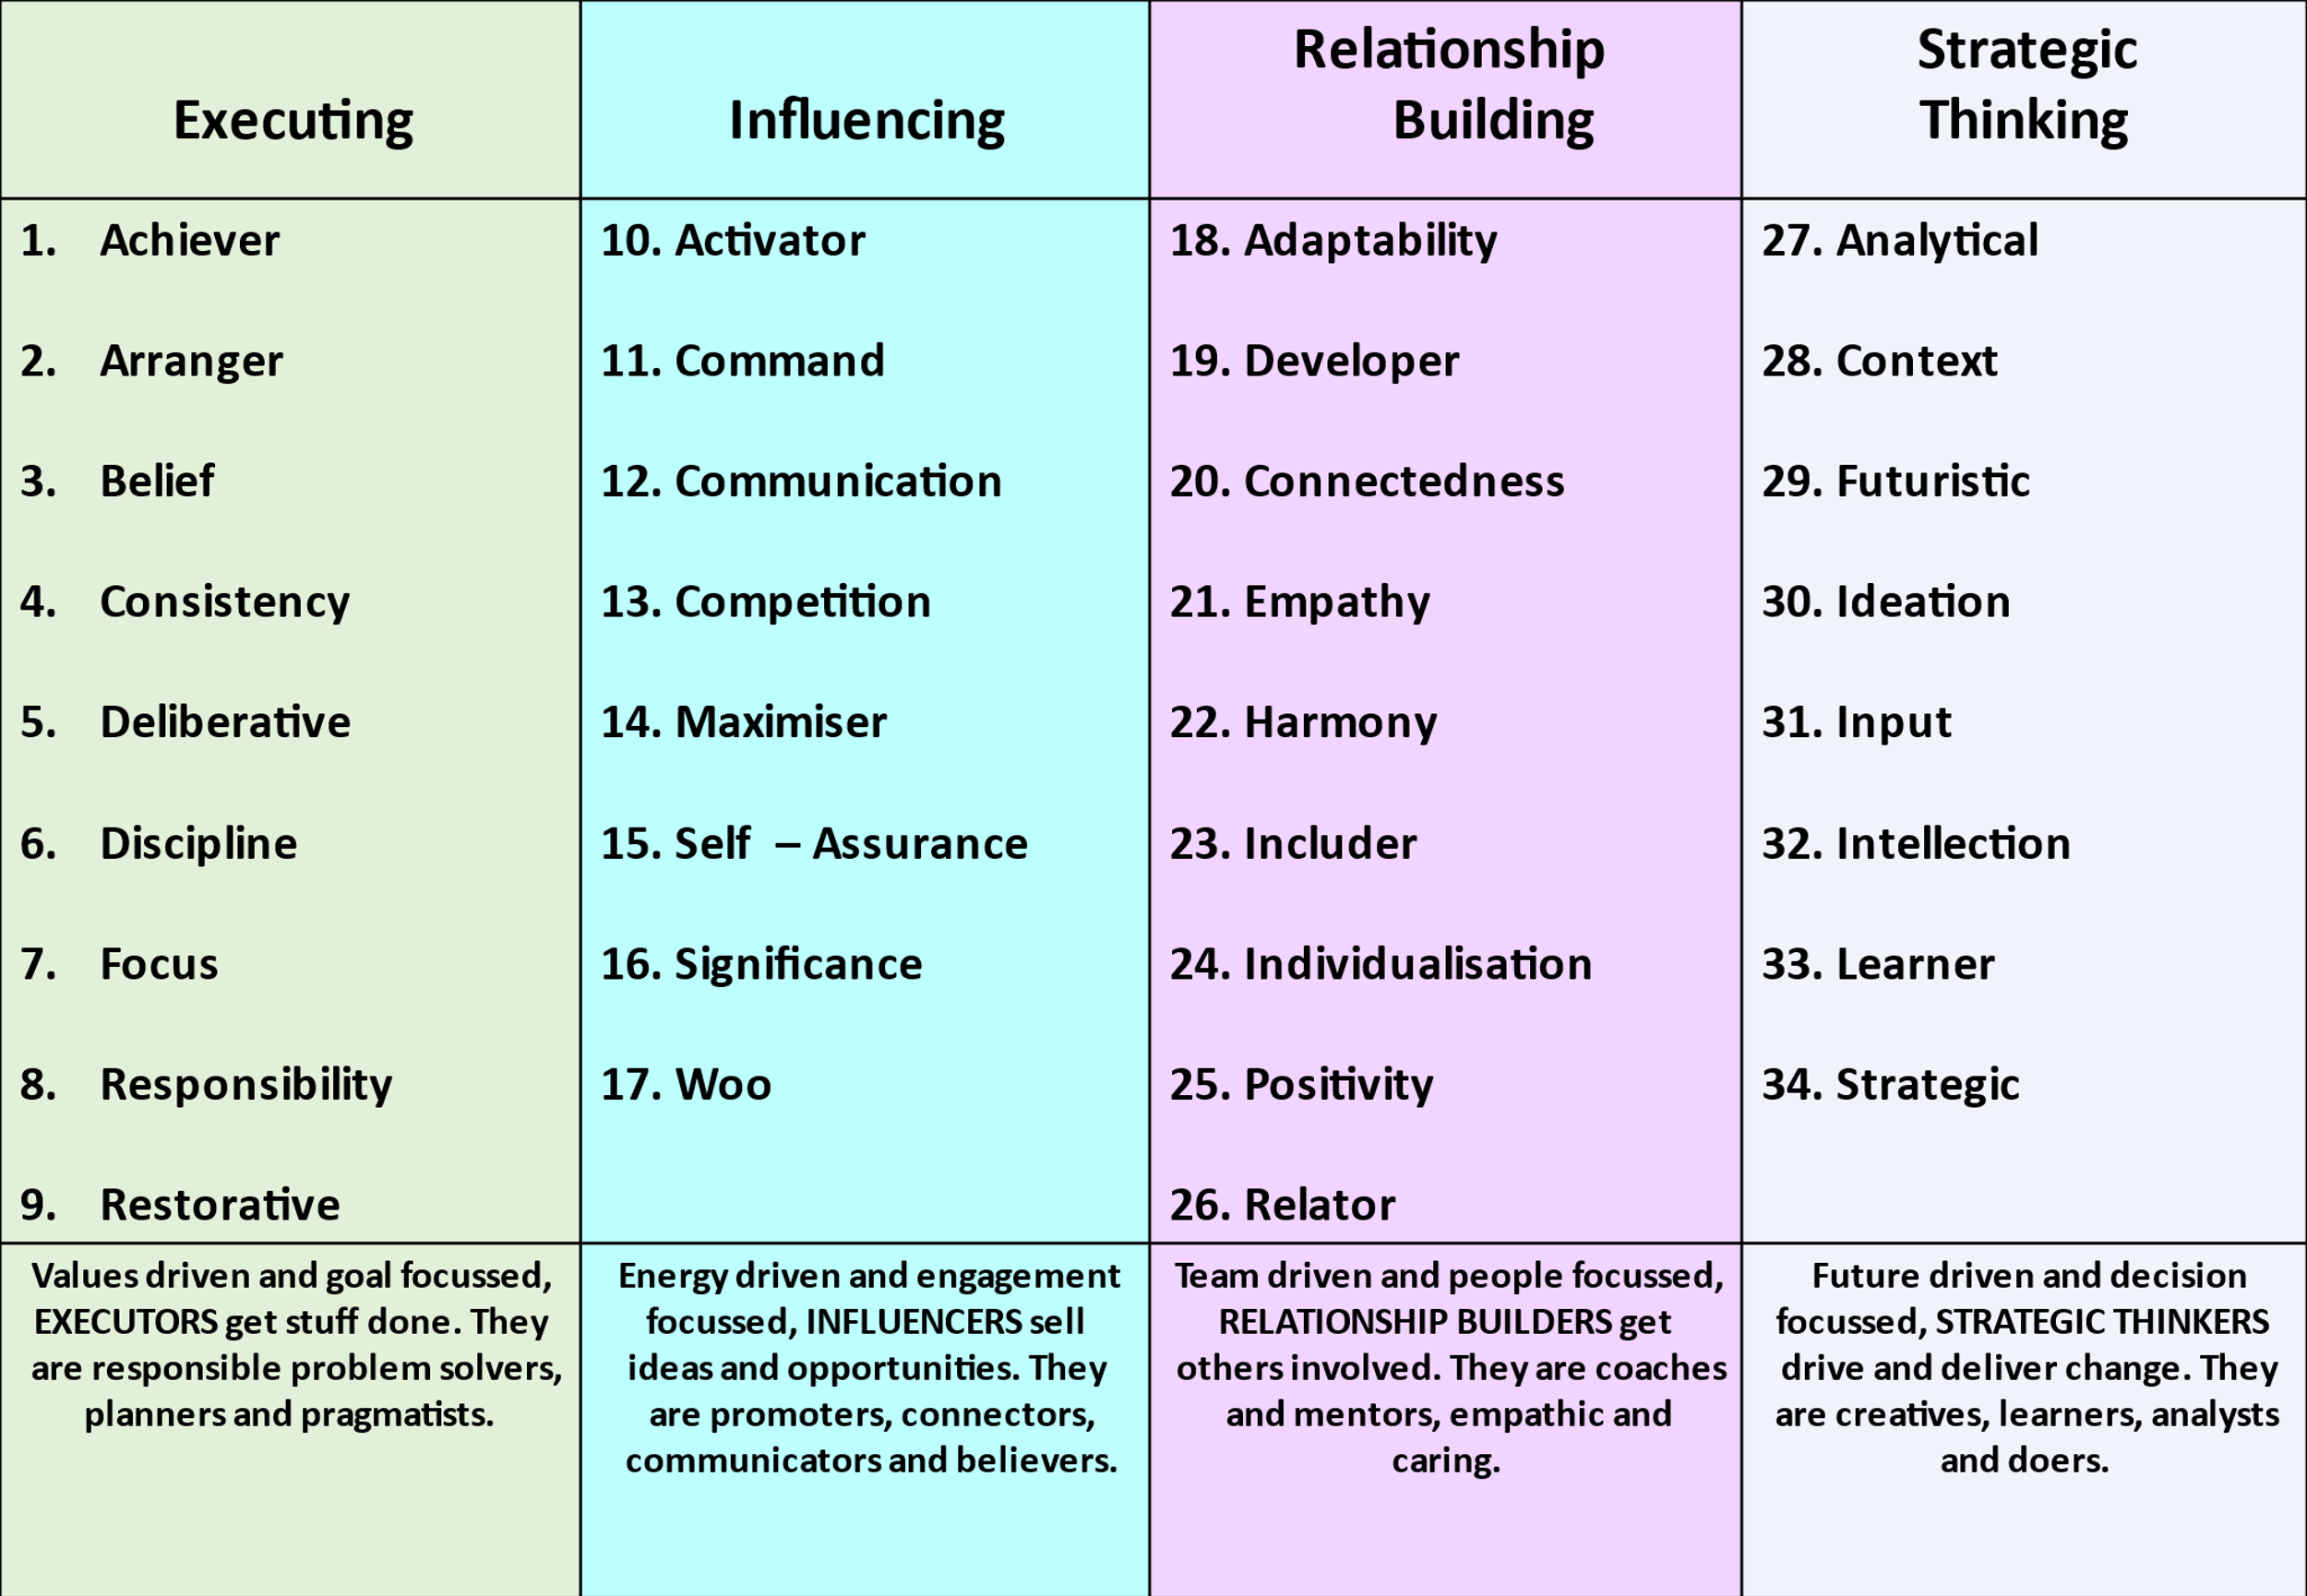 Executing
Influencing
Relationship
Building
Strategic
Thinking
1. Achiever
2. Arranger
3. Belief
4. Consistency
5. Deliberative
6. Discipline
7. Focus
8. Responsibility
9. Restorative
10. Activator
11. Command
12. Communication
13. Competition
14. Maximiser
15. Self – Assurance
16. Significance
17. Woo
18. Adaptability
19. Developer
20. Connectedness
21. Empathy
22. Harmony
23. Includer
24. Individualisation
25. Positivity
26. Relator
27. Analytical
28. Context
29. Futuristic
30. Ideation
31. Input
32. Intellection
33. Learner
34. Strategic
Values driven and goal focussed,
EXECUTORS get stuff done. They
are responsible problem solvers,
planners and pragmatists.
Energy driven and engagement
focussed, INFLUENCERS sell
ideas and opportunities. They
are promoters, connectors,
communicators and believers.
Team driven and people focussed,
RELATIONSHIP BUILDERS get
others involved. They are coaches
and mentors, empathic and
caring.
Future driven and decision
focussed, STRATEGIC THINKERS
drive and deliver change. They
are creatives, learners, analysts
and doers.